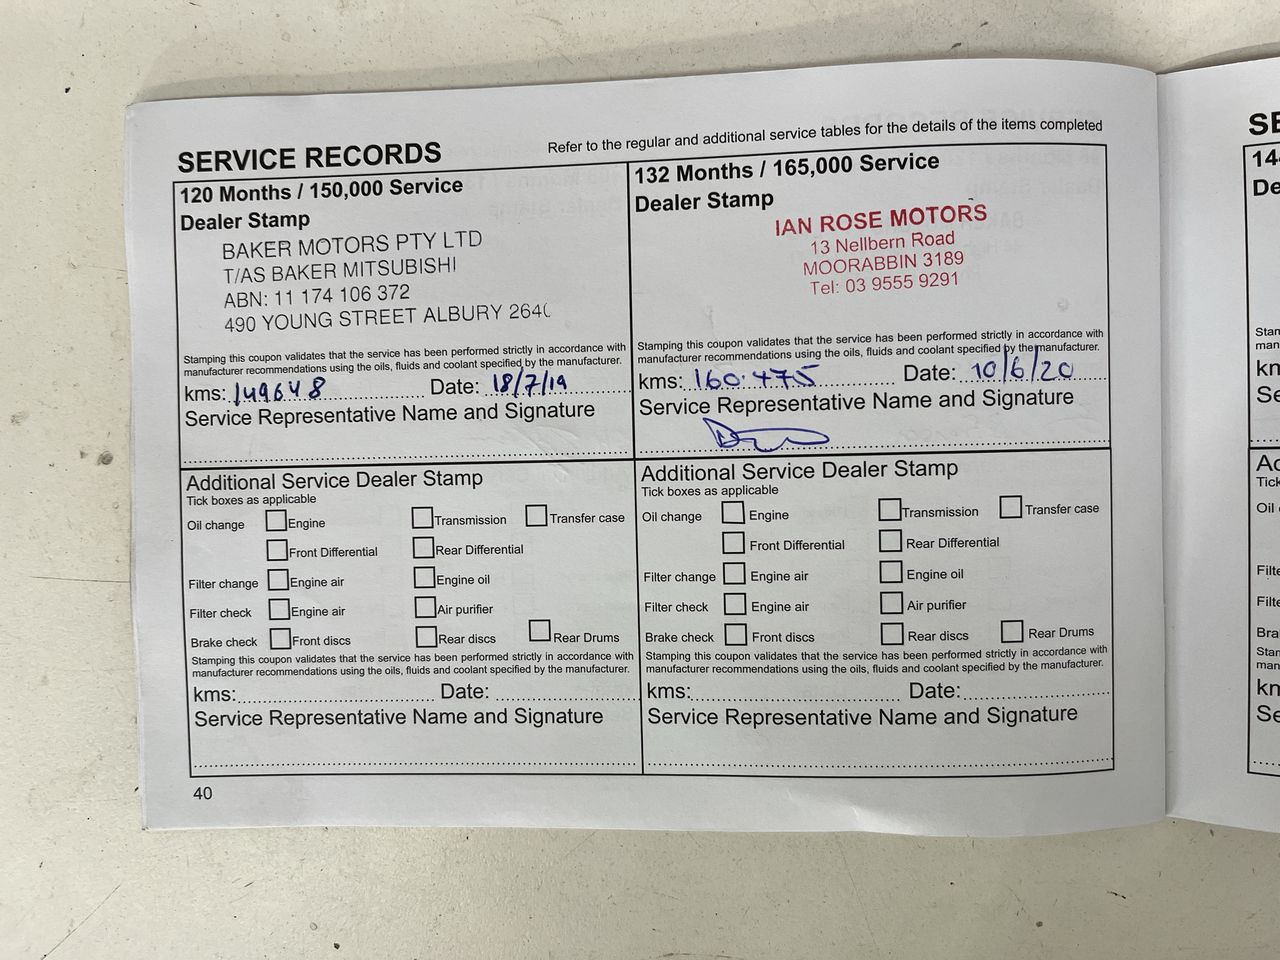 SERVICE RECORDS
Refer to the regular and additional service tables for the details of the items completed
120 Months / 150,000 Service
Dealer Stamp
BAKER MOTORS PTY LTD
T/AS BAKER MITSUBISHI
ABN: 11 174 106 372
490 YOUNG STREET ALBURY 2640
Stamping this coupon validates that the service has been performed strictly in accordance with
manufacturer recommendations using the oils, fluids and coolant specified by the manufacturer.
kms: 149648 Date: 18/7/19
Service Representative Name and Signature
132 Months / 165,000 Service
Dealer Stamp
IAN ROSE MOTORS
13 Nellbern Road
MOORABBIN 3189
Tel: 03 9555 9291
Stamping this coupon validates that the service has been performed strictly in accordance with
manufacturer recommendations using the oils, fluids and coolant specified by the manufacturer.
kms: 160.475 Date: 10/6/20
Service Representative Name and Signature
Additional Service Dealer Stamp
Tick boxes as applicable
Oil change Engine Transmission Transfer case
Front Differential Rear Differential
Filter change Engine air Engine oil
Filter check Engine air Air purifier
Brake check Front discs Rear discs Rear Drums
Stamping this coupon validates that the service has been performed strictly in accordance with
manufacturer recommendations using the oils, fluids and coolant specified by the manufacturer.
kms: Date:
Service Representative Name and Signature
Additional Service Dealer Stamp
Tick boxes as applicable
Oil change Engine Transmission Transfer case
Front Differential Rear Differential
Filter change Engine air Engine oil
Filter check Engine air Air purifier
Brake check Front discs Rear discs Rear Drums
Stamping this coupon validates that the service has been performed strictly in accordance with
manufacturer recommendations using the oils, fluids and coolant specified by the manufacturer.
kms: Date:
Service Representative Name and Signature
40